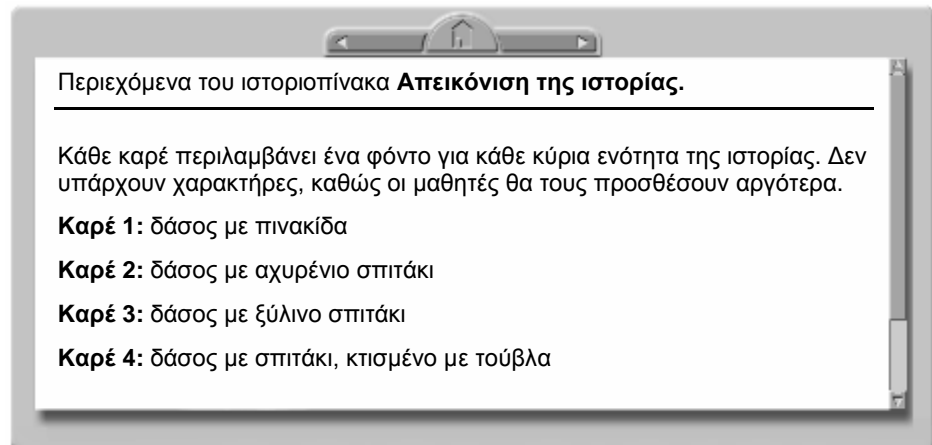 Περιεχόμενα του ιστοριοπίνακα Απεικόνιση της ιστορίας.
Κάθε καρέ περιλαμβάνει ένα φόντο για κάθε κύρια ενότητα της ιστορίας. Δεν
υπάρχουν χαρακτήρες, καθώς οι μαθητές θα τους προσθέσουν αργότερα.
Καρέ 1: δάσος με πινακίδα
Καρέ 2: δάσος με αχυρένιο σπιτάκι
Καρέ 3: δάσος με ξύλινο σπιτάκι
Καρέ 4: δάσος με σπιτάκι, κτισμένο με τούβλα